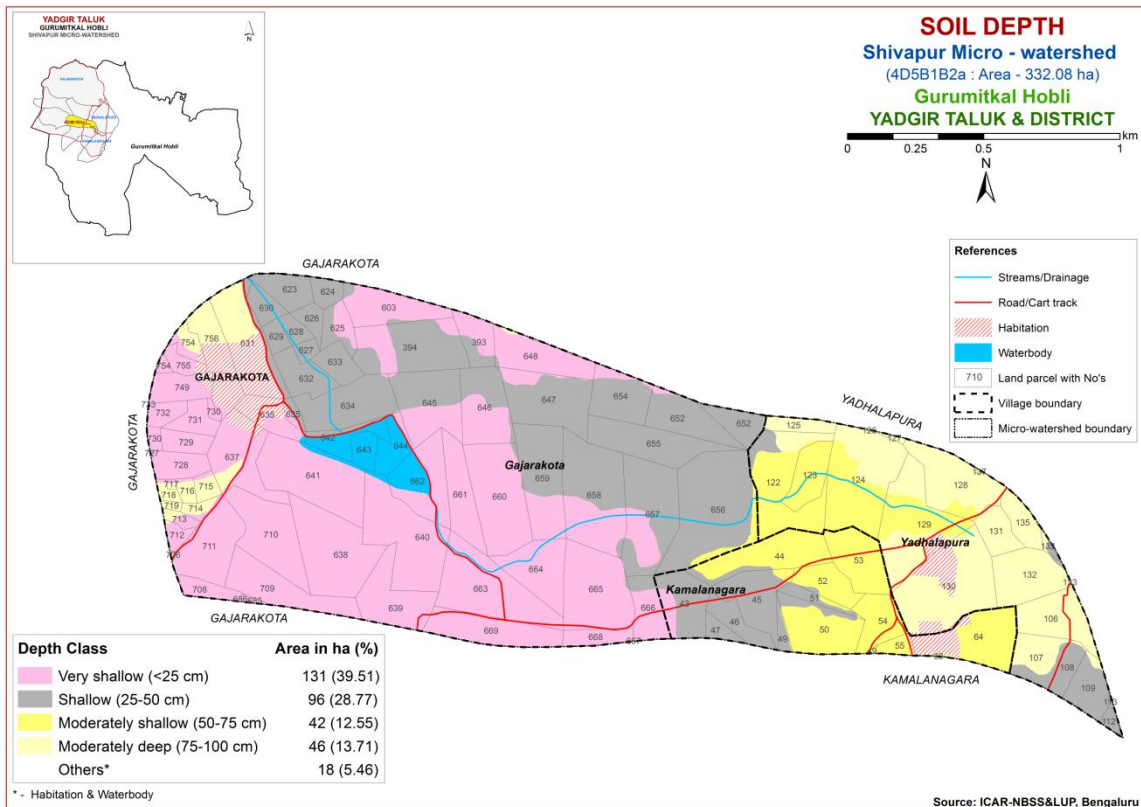 YADGIR TALUK
GURUMITKAL HOBLI
SHIVAPUR MICRO-WATERSHED
N
GAJARAKOTA
YADHALAPURA
KAMALANAGARA
Gurumitkal Hobli
SOIL DEPTH
Shivapur Micro - watershed
(4D5B1B2a : Area - 332.08 ha)
Gurumitkal Hobli
YADGIR TALUK & DISTRICT
km
0 0.25 0.5 1
N
References
Streams/Drainage
Road/Cart track
Habitation
Waterbody
710 Land parcel with No's
Village boundary
Micro-watershed boundary
GAJARAKOTA
623 624
630 603
626
625
628
629
756 631
754
627
394 393
648
633
754 755
GAJARAKOTA
632
749
654
647
645 646
634
732 731 730 635 635
652 652
YADHALAPURA
125
642
655
729
643 644
GAJARAKOTA
637
728
641
Gajarakota
659
662
661 660
658
657 656
122 123 124
128
717 716 715
718
719 714
713
712 711
710
638
640
664
129
Yadhalapura
131 135
44
53
52
132
130
708 709
663
665
639
666
Kamalanagara
45 51
46
47 49
50
54
55
64
106
107 108
109
112
GAJARAKOTA
669
668
KAMALANAGARA
Depth Class Area in ha (%)
Very shallow (<25 cm) 131 (39.51)
Shallow (25-50 cm) 96 (28.77)
Moderately shallow (50-75 cm) 42 (12.55)
Moderately deep (75-100 cm) 46 (13.71)
Others* 18 (5.46)
* - Habitation & Waterbody
Source: ICAR-NBSS&LUP, Bengaluru